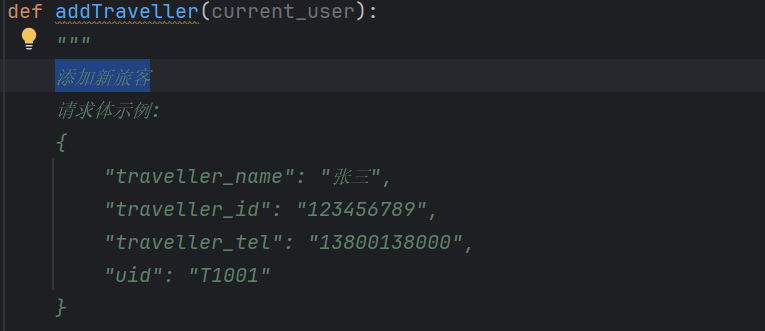 def addTraveller(current_user):
"""
添加新旅客
请求体示例:
{
"traveller_name": "张三",
"traveller_id": "123456789",
"traveller_tel": "13800138000",
"uid": "T1001"
}